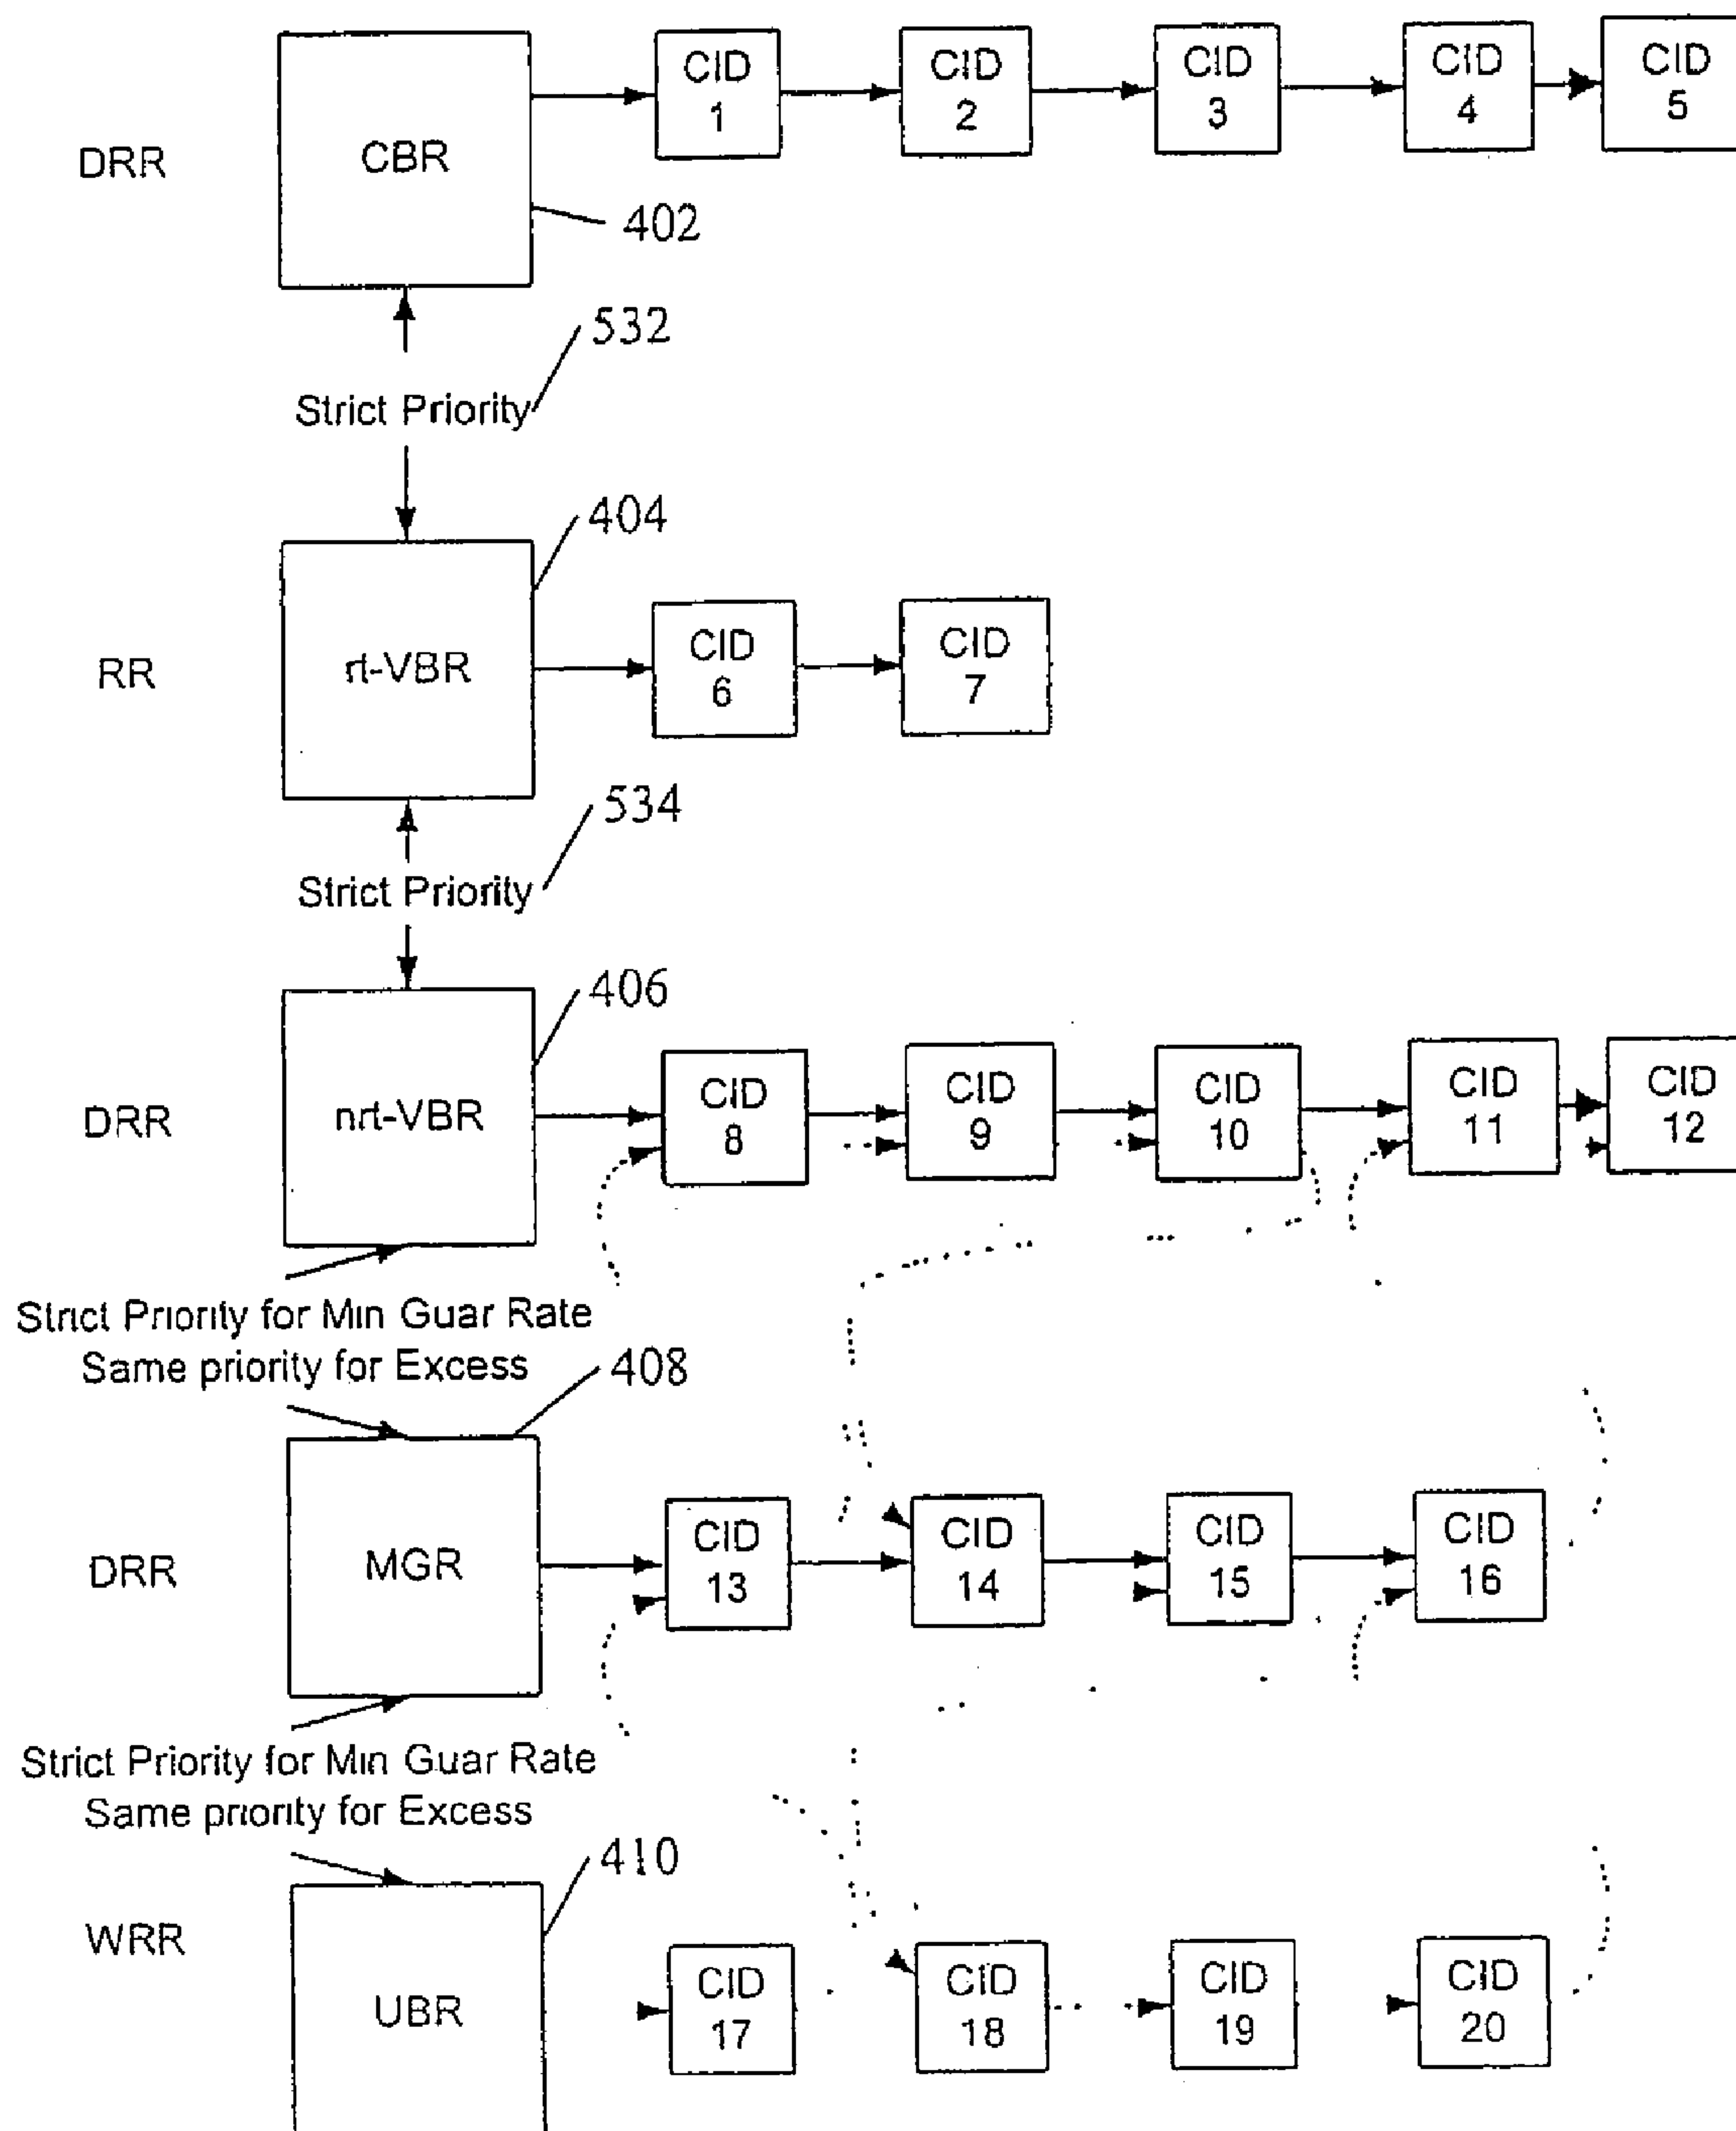 CID 1
CID 2
CID 3
CID 4
CID 5
DRR
CBR
402
532
Strict Priority
404
RR
rt-VBR
CID 6
CID 7
534
Strict Priority
406
DRR
nrt-VBR
CID 8
CID 9
CID 10
CID 11
CID 12
Strict Priority for Min Guar Rate
Same priority for Excess
408
DRR
MGR
CID 13
CID 14
CID 15
CID 16
Strict Priority for Min Guar Rate
Same priority for Excess
410
WRR
UBR
CID 17
CID 18
CID 19
CID 20